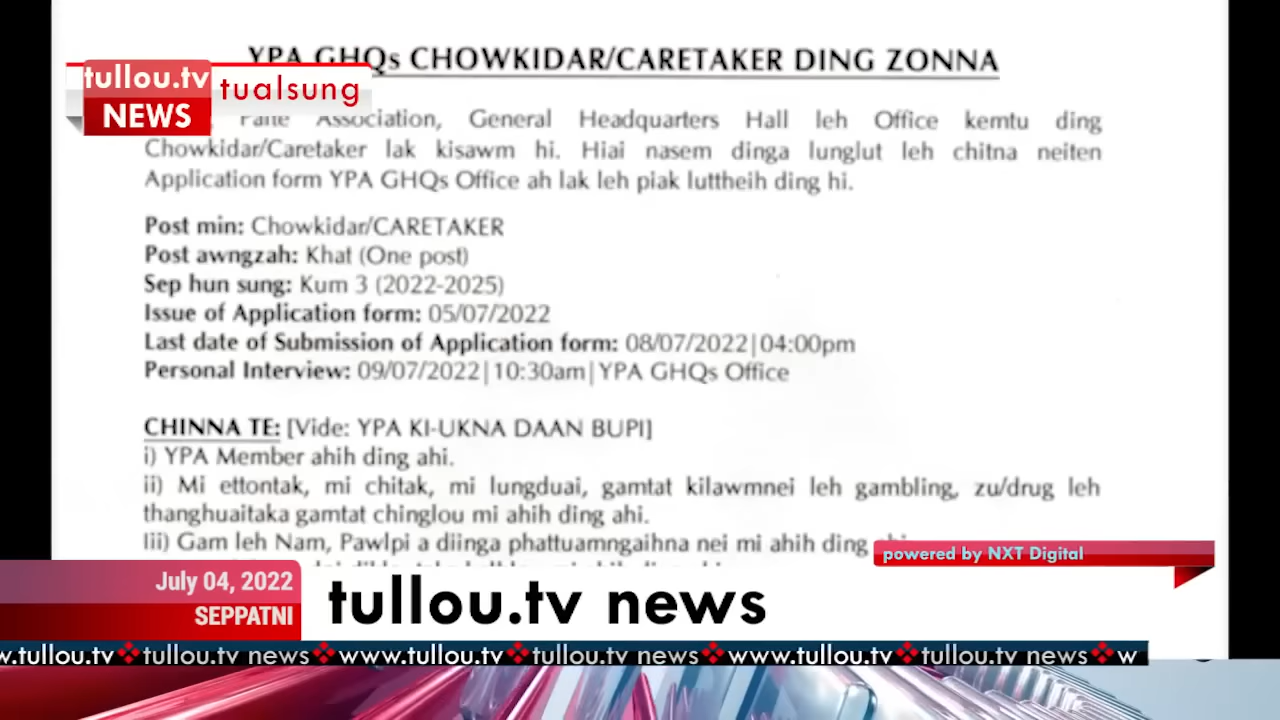 YPA GHQs CHOWKIDAR/CARETAKER DING ZONNA
tullou.tv
NEWS
tualsung
Association, General Headquarters Hall leh Office kemtu ding
Chowkidar/Caretaker lak kisawm hi. Hiai nasem dinga lunglut leh chitna neiten
Application form YPA GHQs Office ah lak leh piak luttheih ding hi.
Post min: Chowkidar/CARETAKER
Post awngzah: Khat (One post)
Sep hun sung: Kum 3 (2022-2025)
Issue of Application form: 05/07/2022
Last date of Submission of Application form: 08/07/2022|04:00pm
Personal Interview: 09/07/2022|10:30am|YPA GHQs Office
CHINNA TE: [Vide: YPA KI-UKNA DAAN BUPI]
i) YPA Member ahih ding ahi.
ii) Mi ettontak, mi chitak, mi lungduai, gamtat kilawmnei leh gambling, zu/drug leh
thanghuaitaka gamtat chinglou mi ahih ding ahi.
Iii) Gam leh Nam, Pawlpi a diinga phattuamngaihna nei mi ahih ding
powered by NXT Digital
July 04, 2022
SEPPATNI
tullou.tv news
w.tullou.tv❖tullou.tv news❖www.tullou.tv❖tullou.tv news❖www.tullou.tv❖tullou.tv news❖w